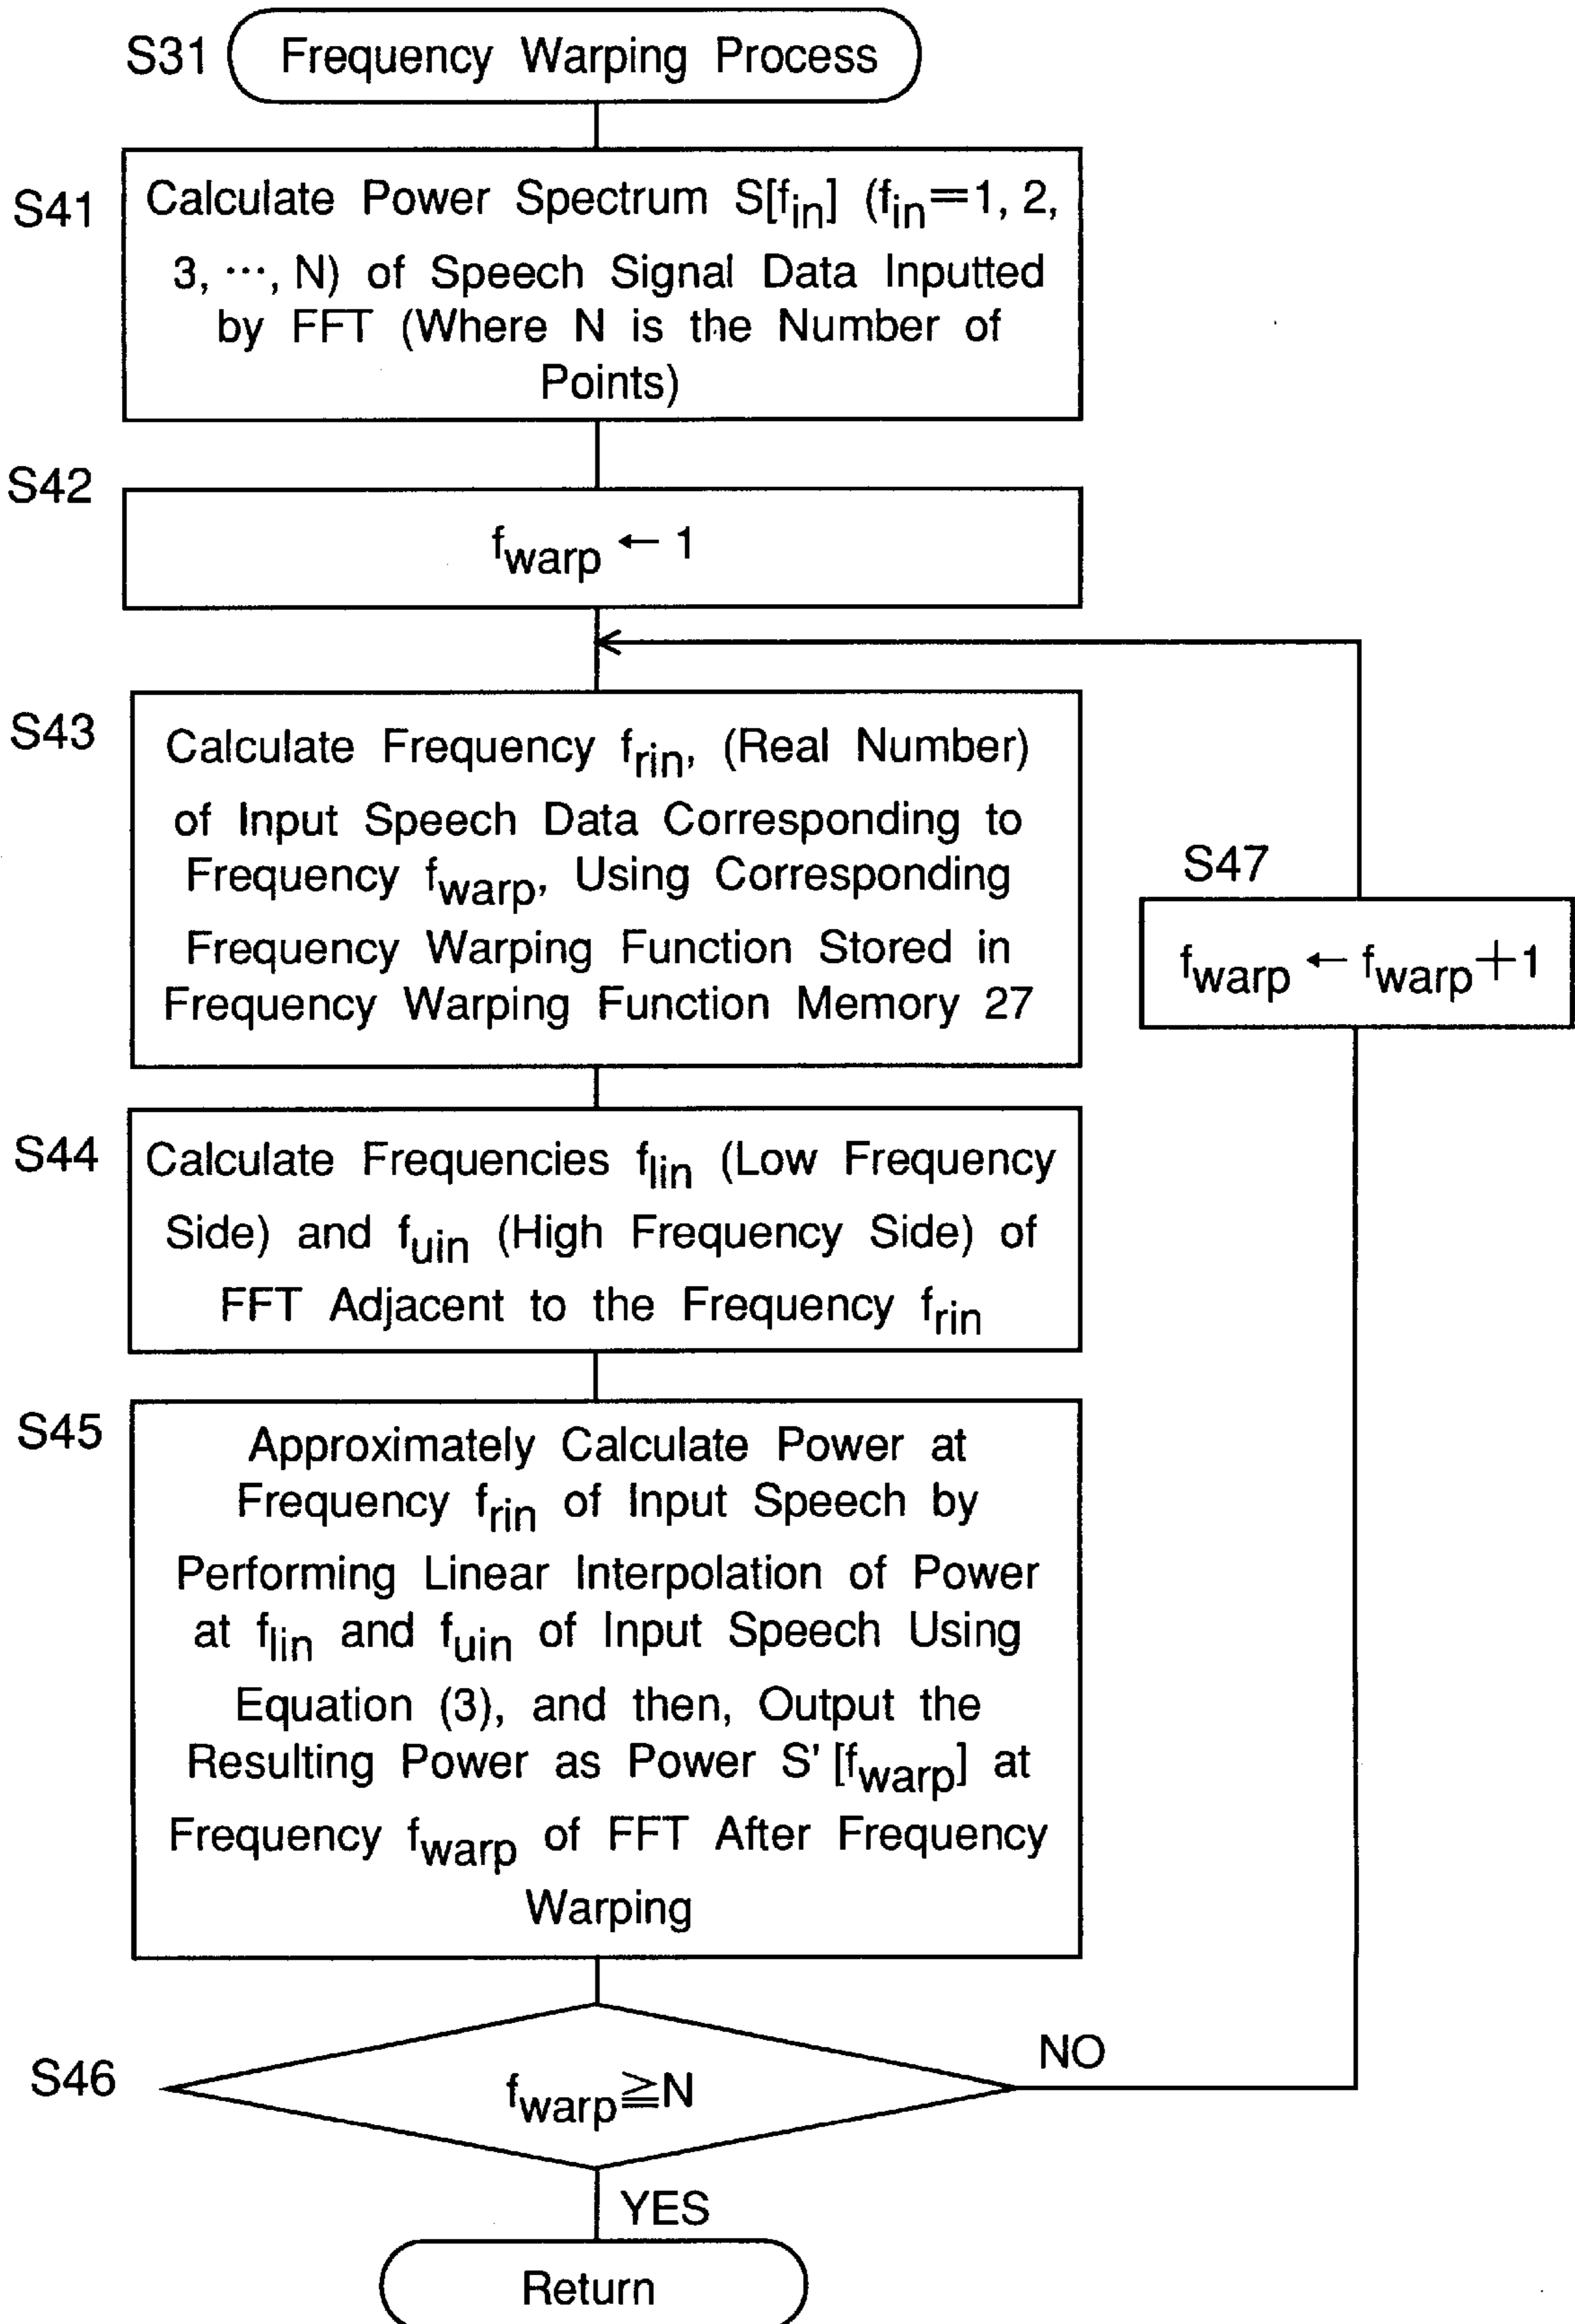 S31 Frequency Warping Process
S41
Calculate Power Spectrum S[fin] (fin=1, 2,
3, ···, N) of Speech Signal Data Inputted
by FFT (Where N is the Number of
Points)
S42
fwarp ← 1
S43
Calculate Frequency frin, (Real Number)
of Input Speech Data Corresponding to
Frequency fwarp, Using Corresponding
Frequency Warping Function Stored in
Frequency Warping Function Memory 27
S47
fwarp ← fwarp+1
S44
Calculate Frequencies flin (Low Frequency
Side) and fuin (High Frequency Side) of
FFT Adjacent to the Frequency frin
S45
Approximately Calculate Power at
Frequency frin of Input Speech by
Performing Linear Interpolation of Power
at flin and fuin of Input Speech Using
Equation (3), and then, Output the
Resulting Power as Power S' [fwarp] at
Frequency fwarp of FFT After Frequency
Warping
S46
fwarp≧N
NO
YES
Return